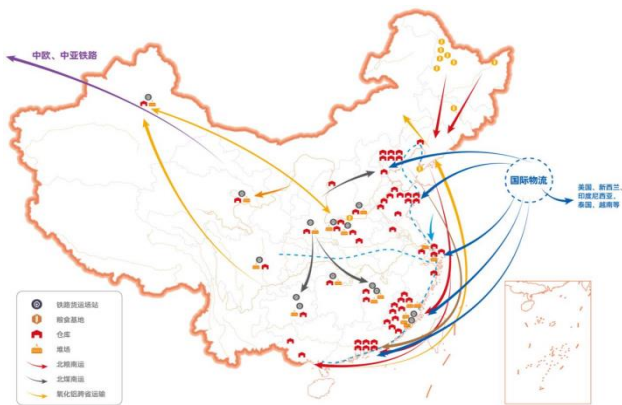 中欧、中亚铁路
国际物流
美国、新西兰、
印度尼西亚、
泰国、越南等
铁路货运场站
粮食基地
仓库
堆场
北粮南运
北煤南运
氧化铝跨省运输